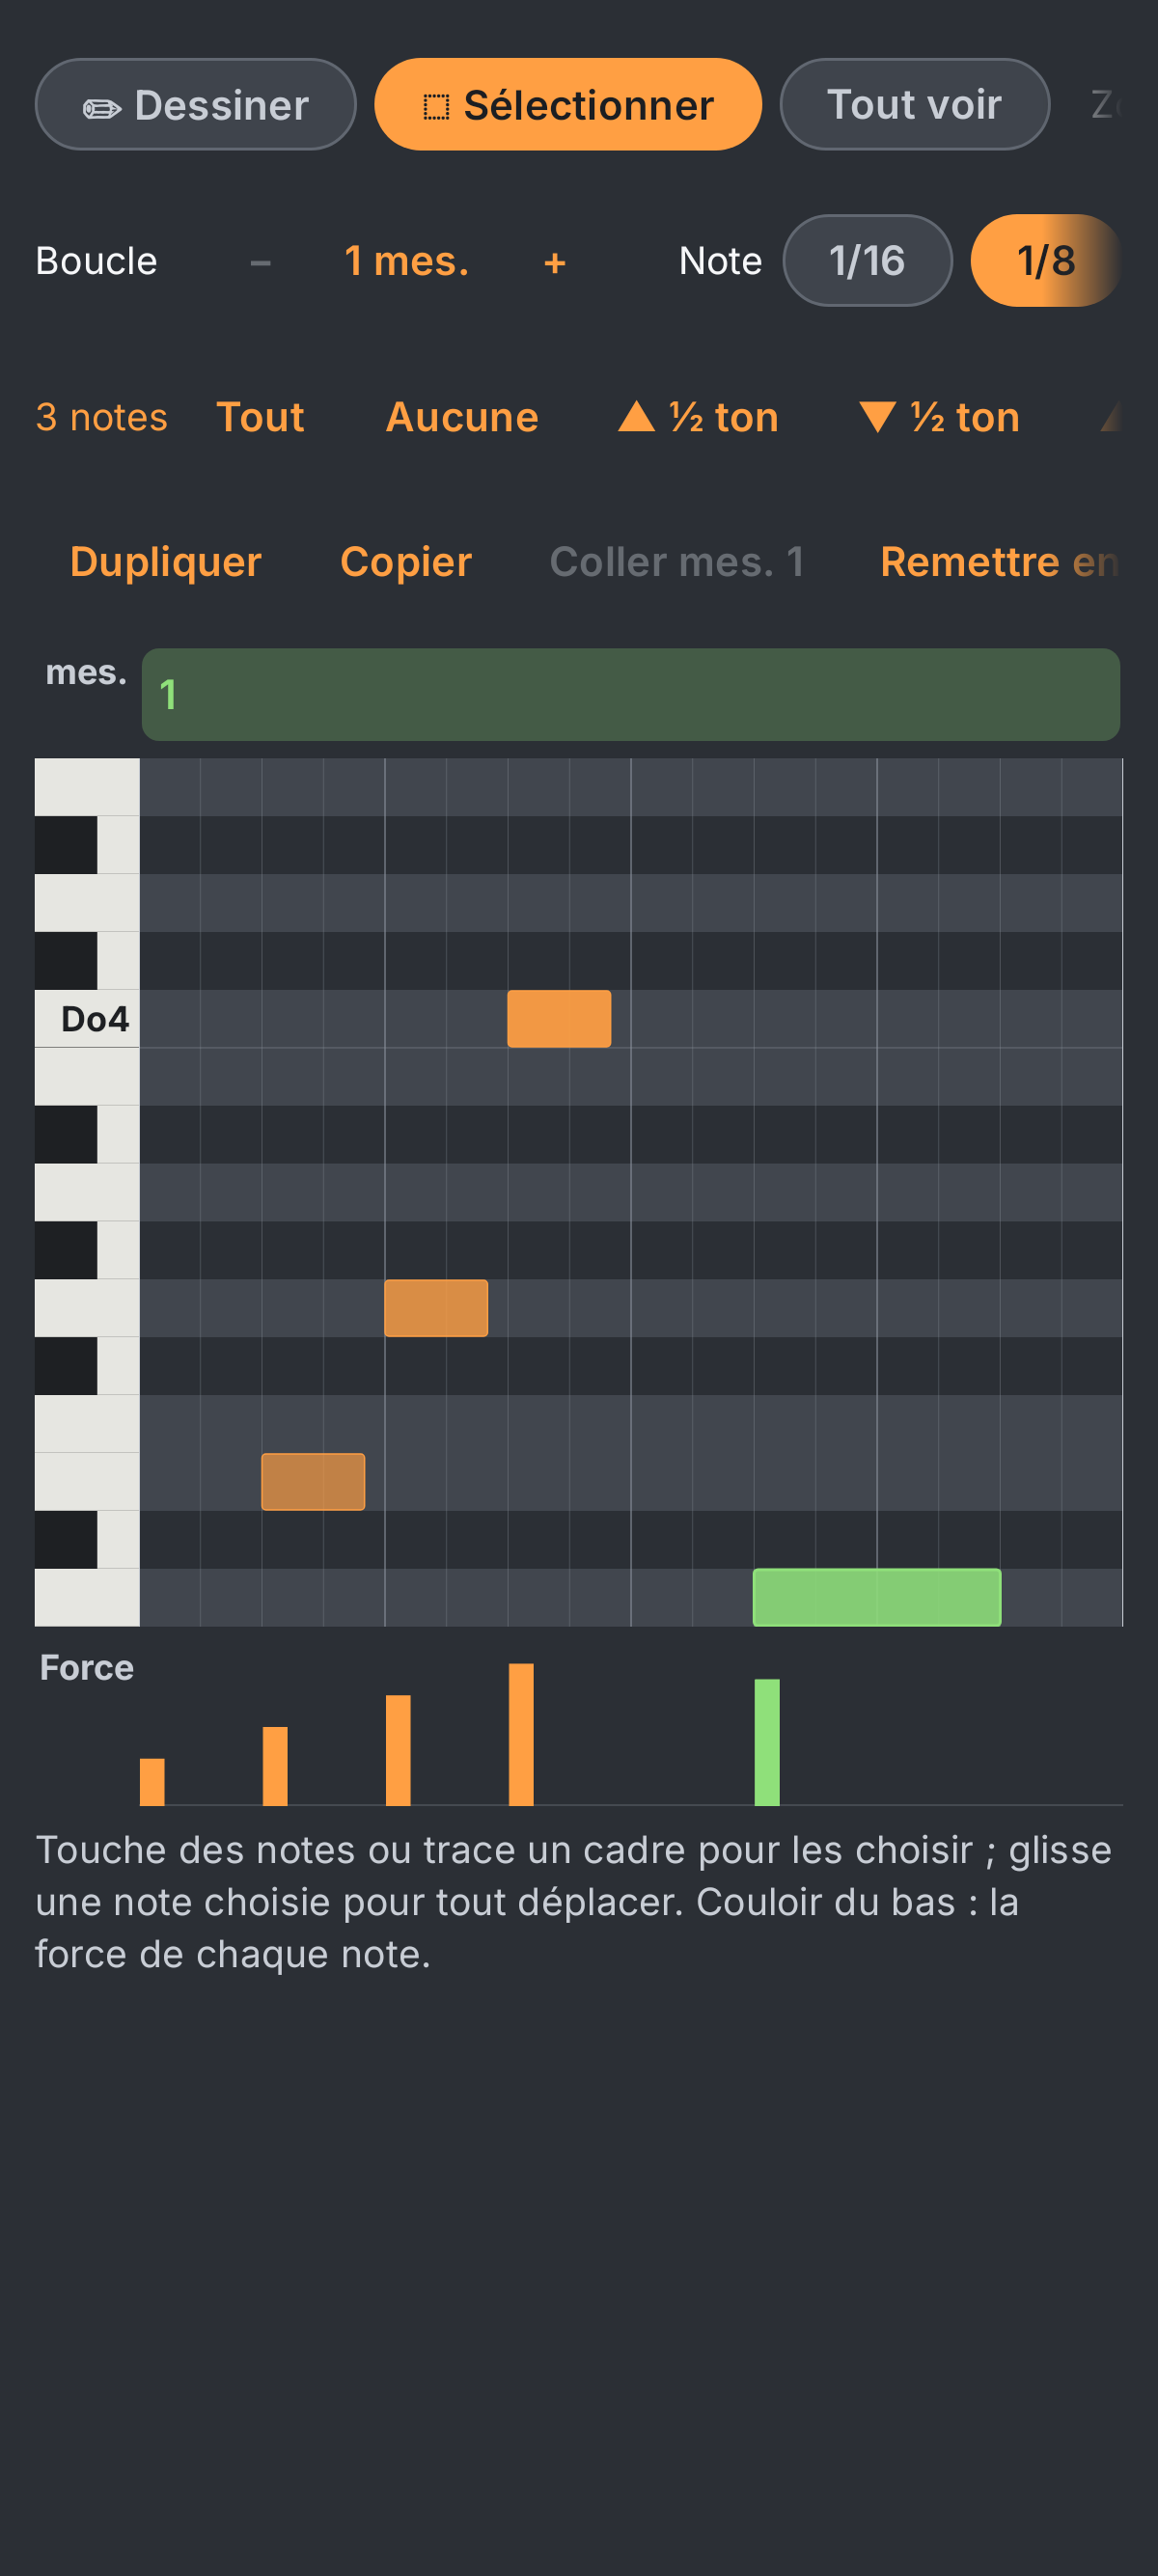 ✏ Dessiner Sélectionner Tout voir
Boucle – 1 mes. + Note 1/16 1/8
3 notes Tout Aucune ▲ ½ ton ▼ ½ ton
Dupliquer Copier Coller mes. 1 Remettre en
mes. 1
Do4
Force
Touche des notes ou trace un cadre pour les choisir ; glisse
une note choisie pour tout déplacer. Couloir du bas : la
force de chaque note.